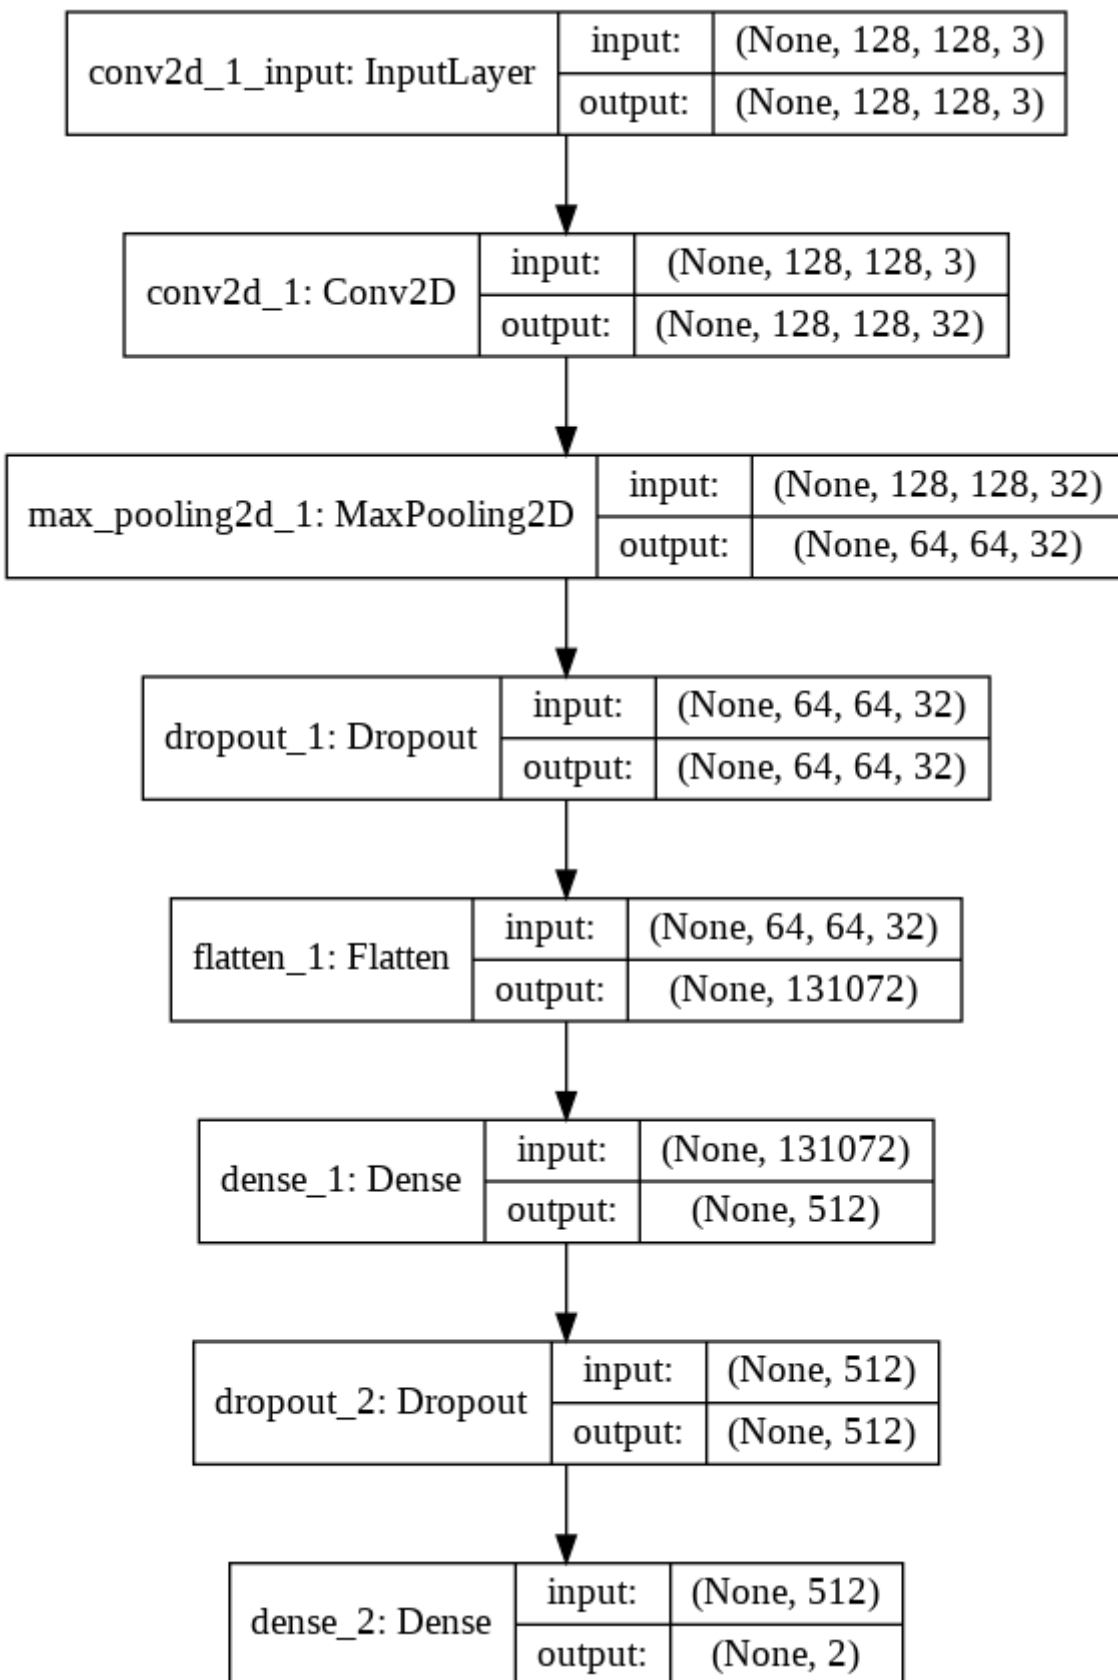 conv2d_1_input: InputLayer
input: (None, 128, 128, 3)
output: (None, 128, 128, 3)
conv2d_1: Conv2D
input: (None, 128, 128, 3)
output: (None, 128, 128, 32)
max_pooling2d_1: MaxPooling2D
input: (None, 128, 128, 32)
output: (None, 64, 64, 32)
dropout_1: Dropout
input: (None, 64, 64, 32)
output: (None, 64, 64, 32)
flatten_1: Flatten
input: (None, 64, 64, 32)
output: (None, 131072)
dense_1: Dense
input: (None, 131072)
output: (None, 512)
dropout_2: Dropout
input: (None, 512)
output: (None, 512)
dense_2: Dense
input: (None, 512)
output: (None, 2)